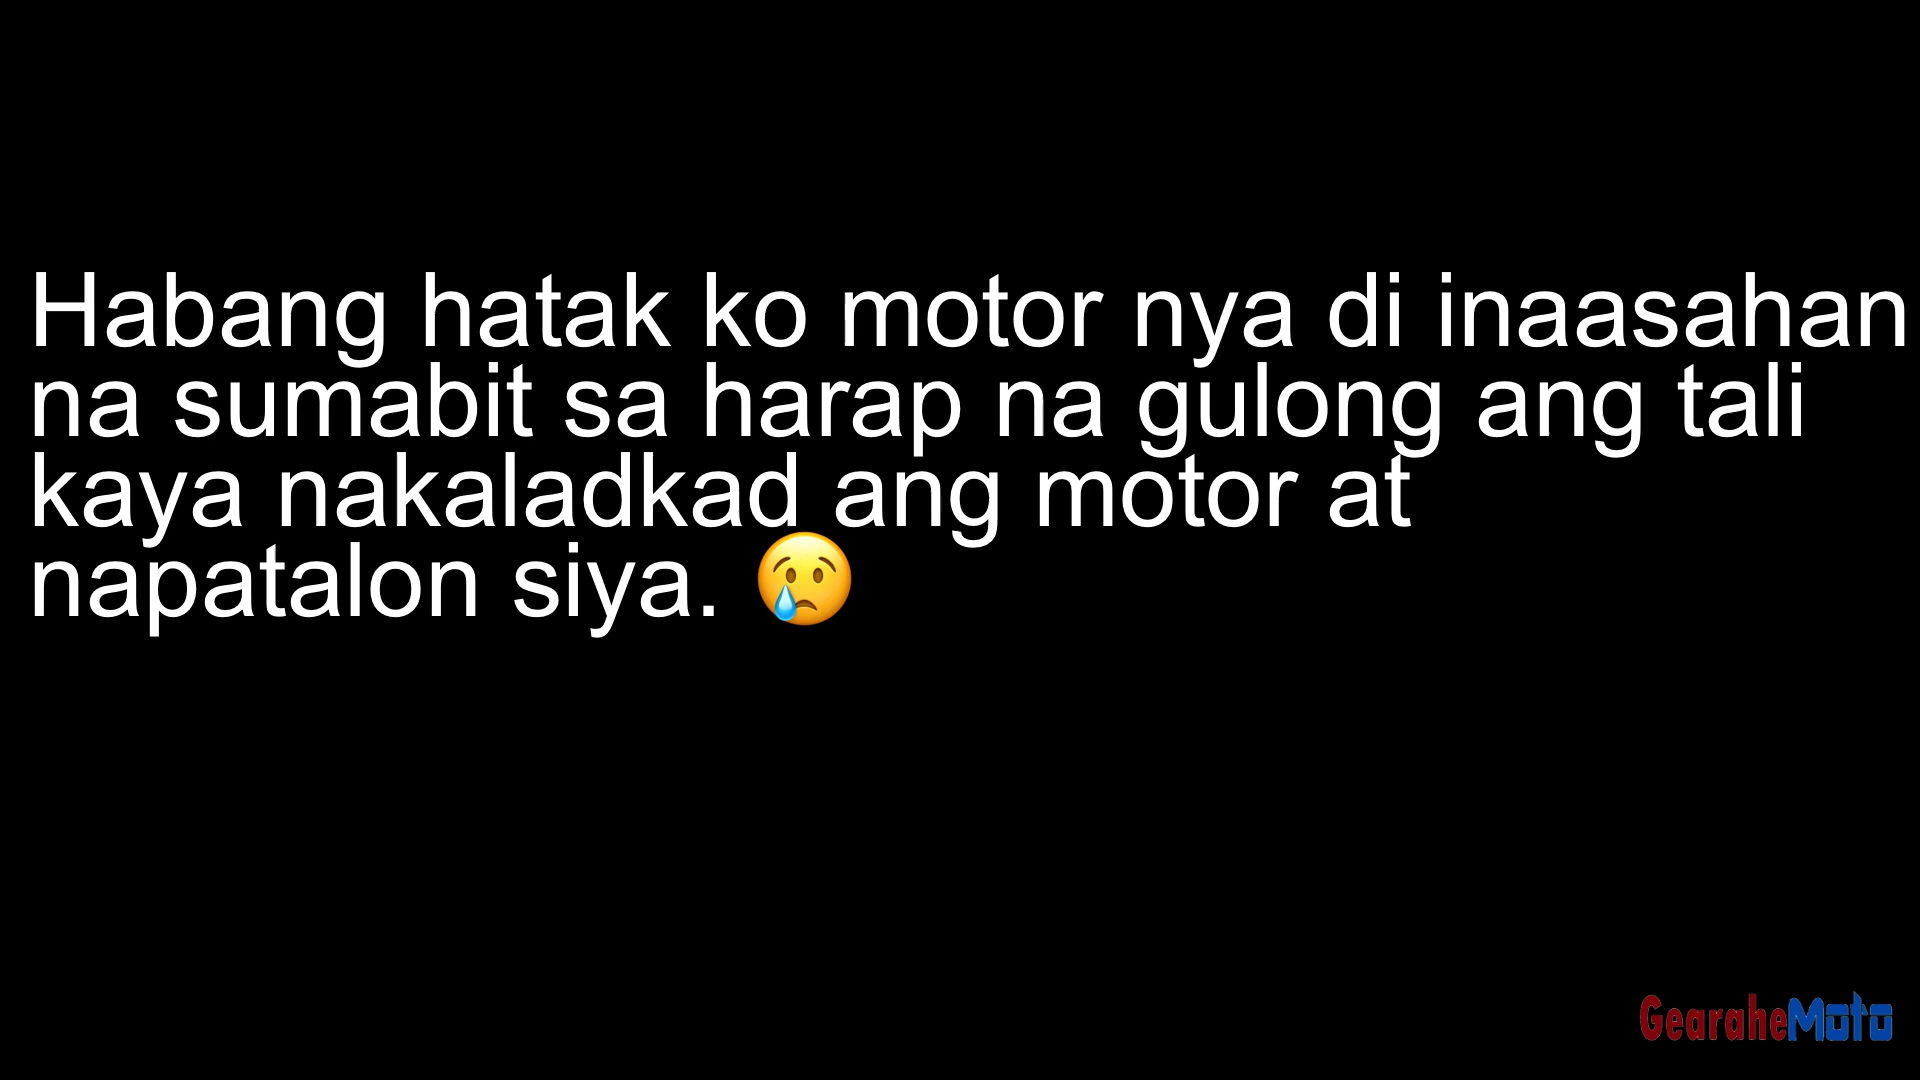 Habang hatak ko motor nya di inaasahan
na sumabit sa harap na gulong ang tali
kaya nakaladkad ang motor at
napatalon siya. 😢
GearaheMoto